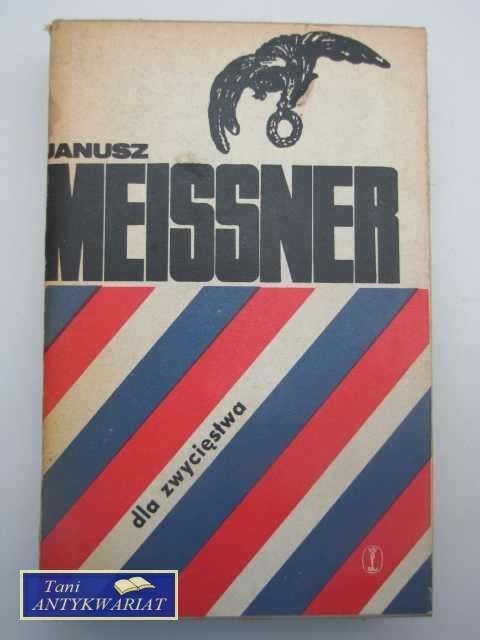 JANUSZ
MEISSNER
dla zwycięstwa
Tani
ANTYKWARIAT